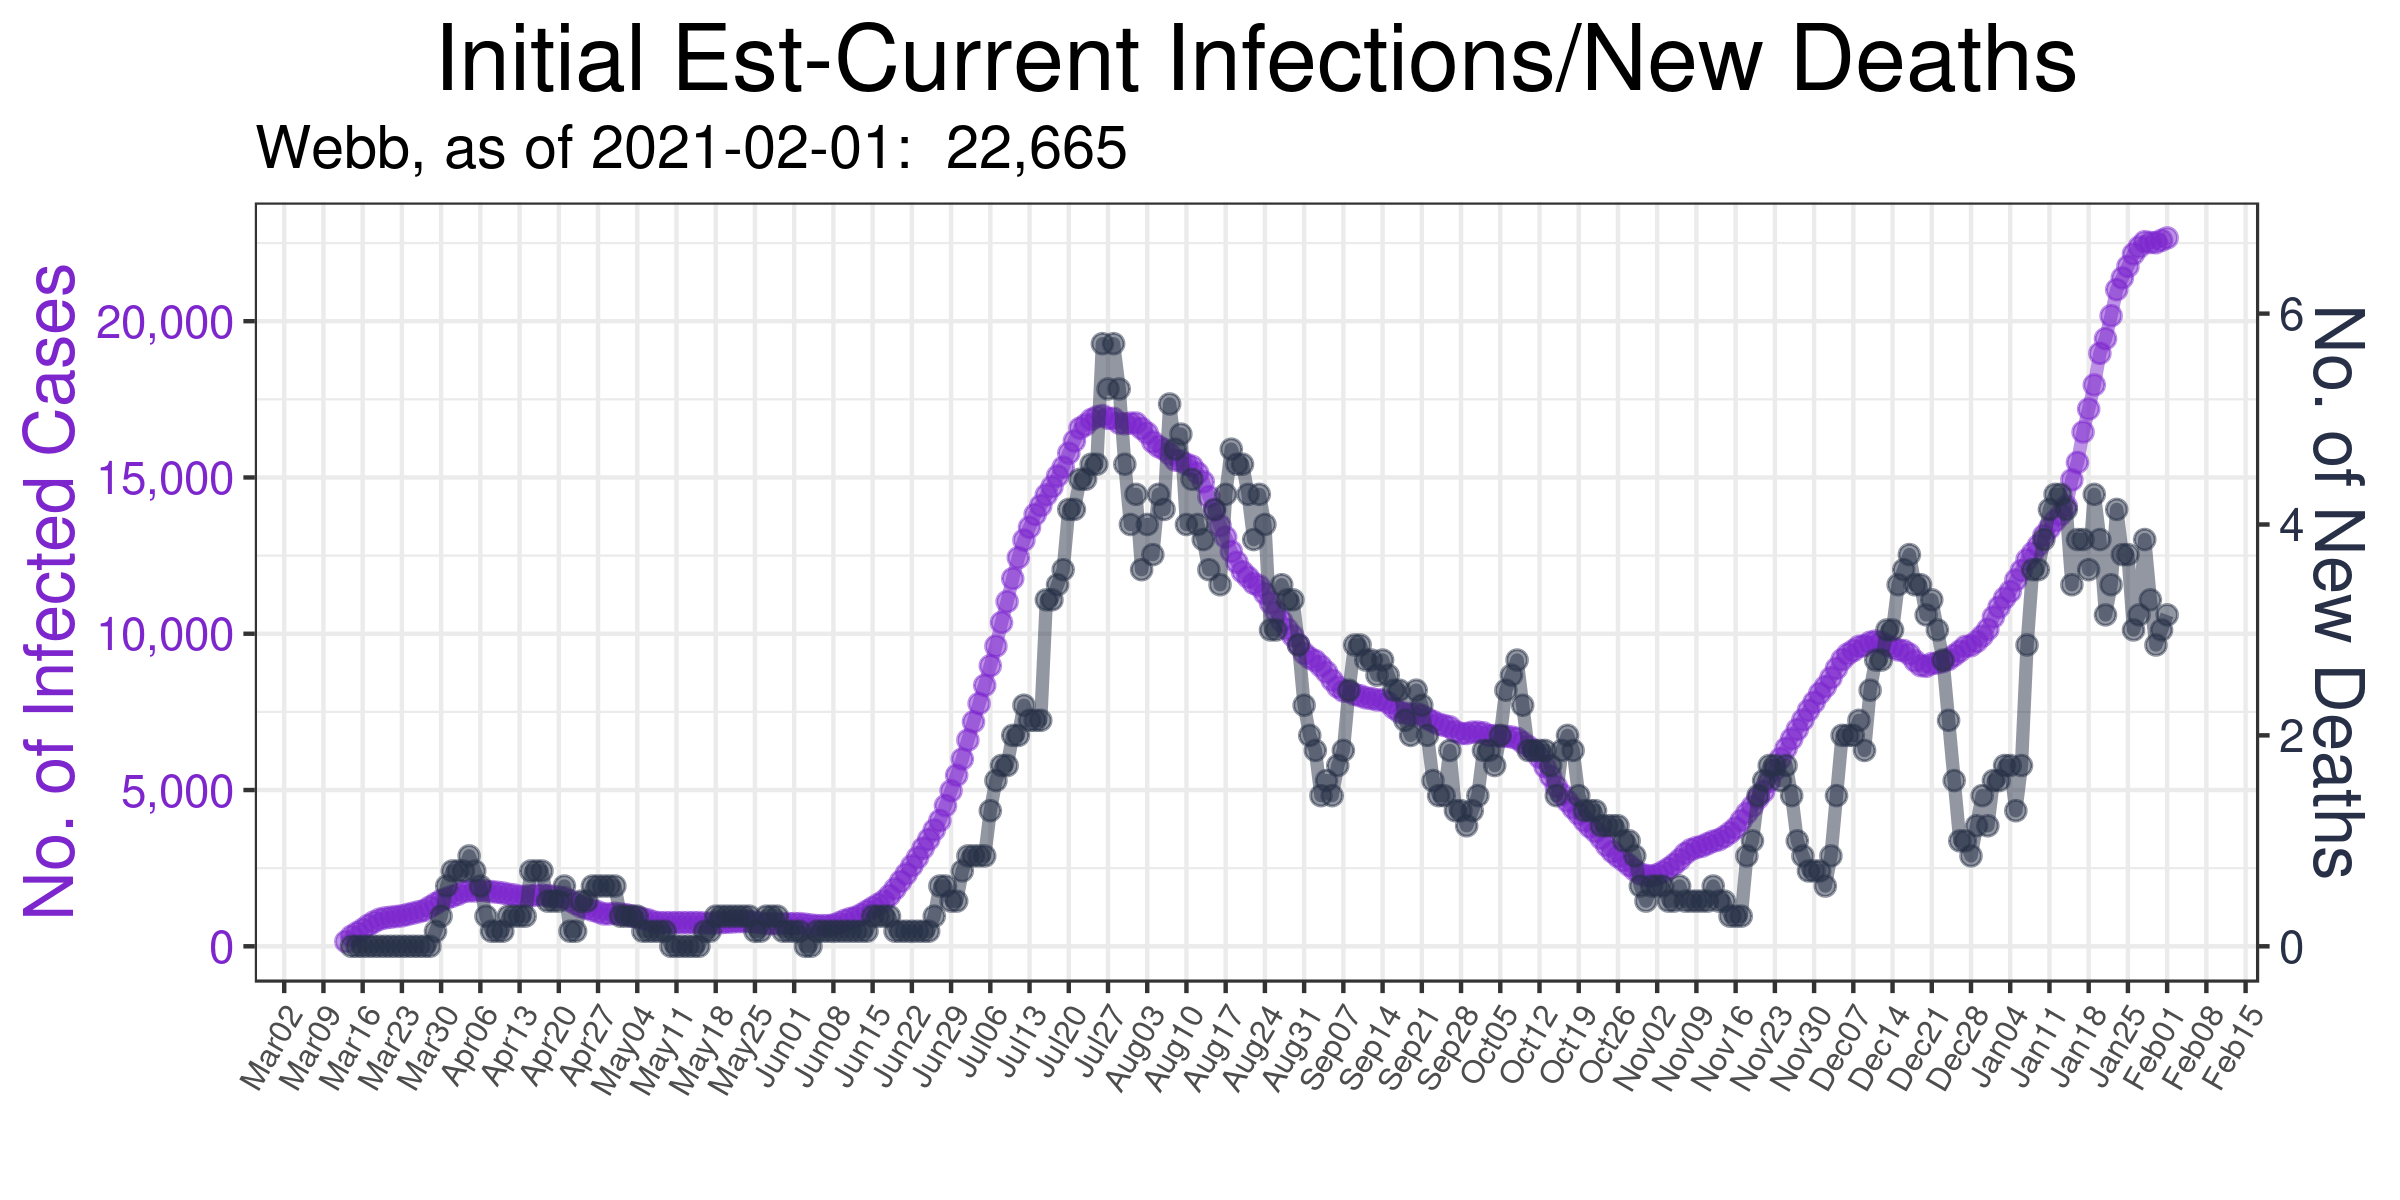 Initial Est-Current Infections/New Deaths
Webb, as of 2021-02-01: 22,665
No. of Infected Cases
20,000
15,000
10,000
5,000
0
6
4
2
0
No. of New Deaths
Mar02
Mar09
Mar16
Mar23
Mar30
Apr06
Apr13
Apr20
Apr27
May04
May11
May18
May25
Jun01
Jun08
Jun15
Jun22
Jun29
Jul06
Jul13
Jul20
Jul27
Aug03
Aug10
Aug17
Aug24
Aug31
Sep07
Sep14
Sep21
Sep28
Oct05
Oct12
Oct19
Oct26
Nov02
Nov09
Nov16
Nov23
Nov30
Dec07
Dec14
Dec21
Dec28
Dec04
Jan11
Jan18
Jan25
Feb01
Feb08
Feb15